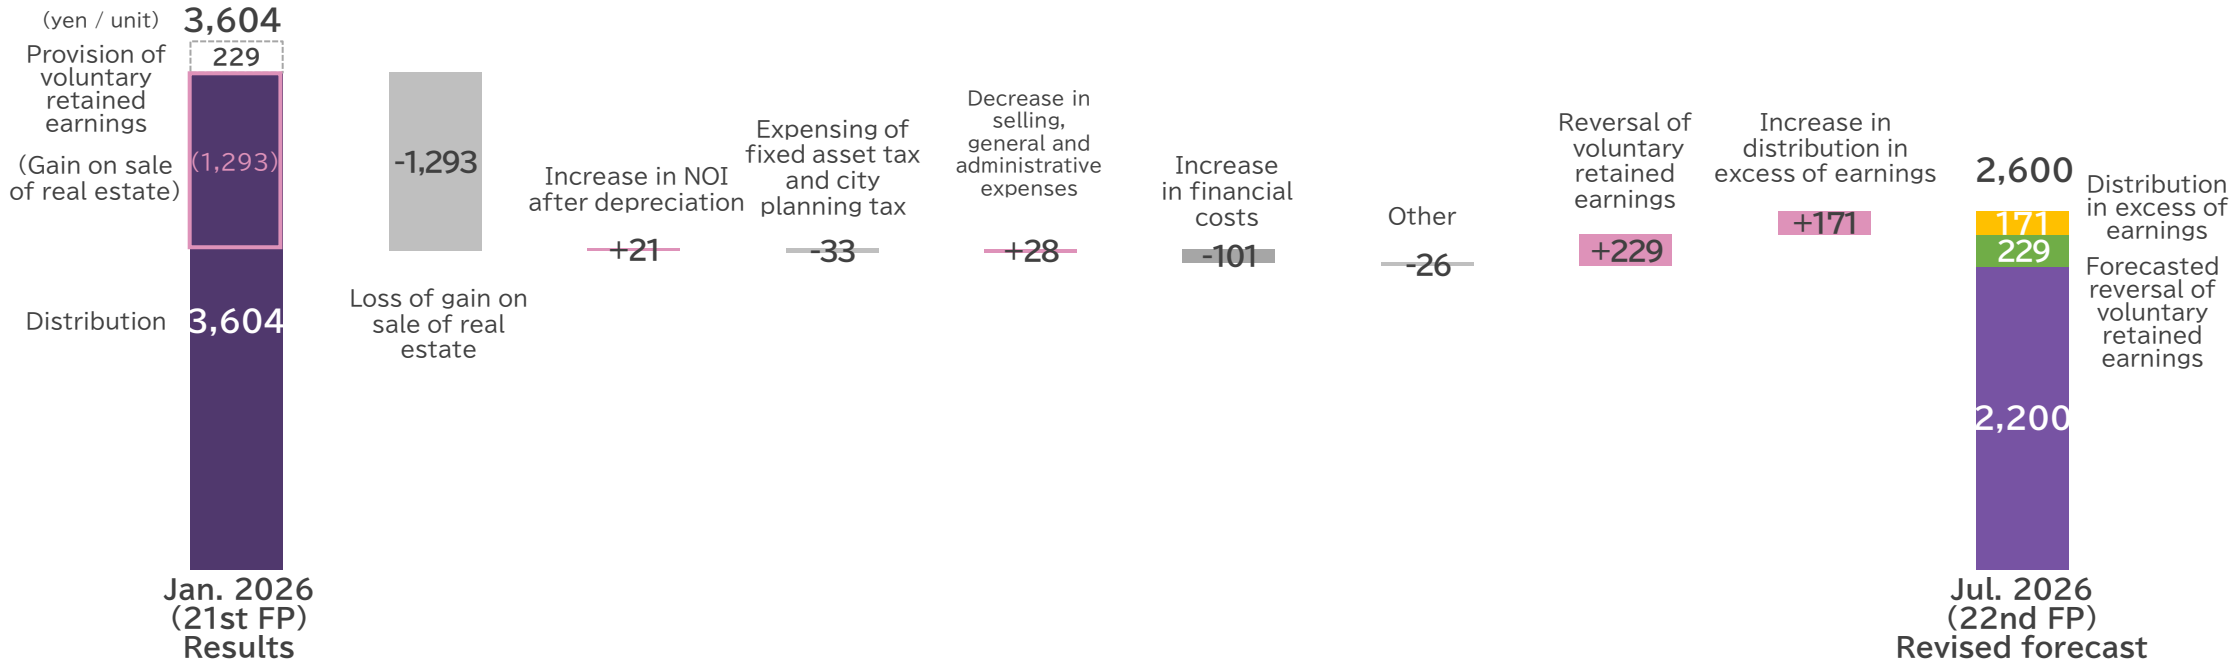 (yen / unit)
3,604
Provision of
voluntary
retained
earnings
229
(Gain on sale
of real estate)
(1,293)
Distribution
3,604
Jan. 2026
(21st FP)
Results
-1,293
Loss of gain on
sale of real
estate
Increase in NOI
after depreciation
+21
Expensing of
fixed asset tax
and city
planning tax
-33
Decrease in
selling,
general and
administrative
expenses
+28
Increase
in financial
costs
-101
Other
-26
Reversal of
voluntary
retained
earnings
+229
Increase in
distribution in
excess of earnings
+171
2,600
171
Distribution
in excess of
earnings
229
Forecasted
reversal of
voluntary
retained
earnings
2,200
Jul. 2026
(22nd FP)
Revised forecast